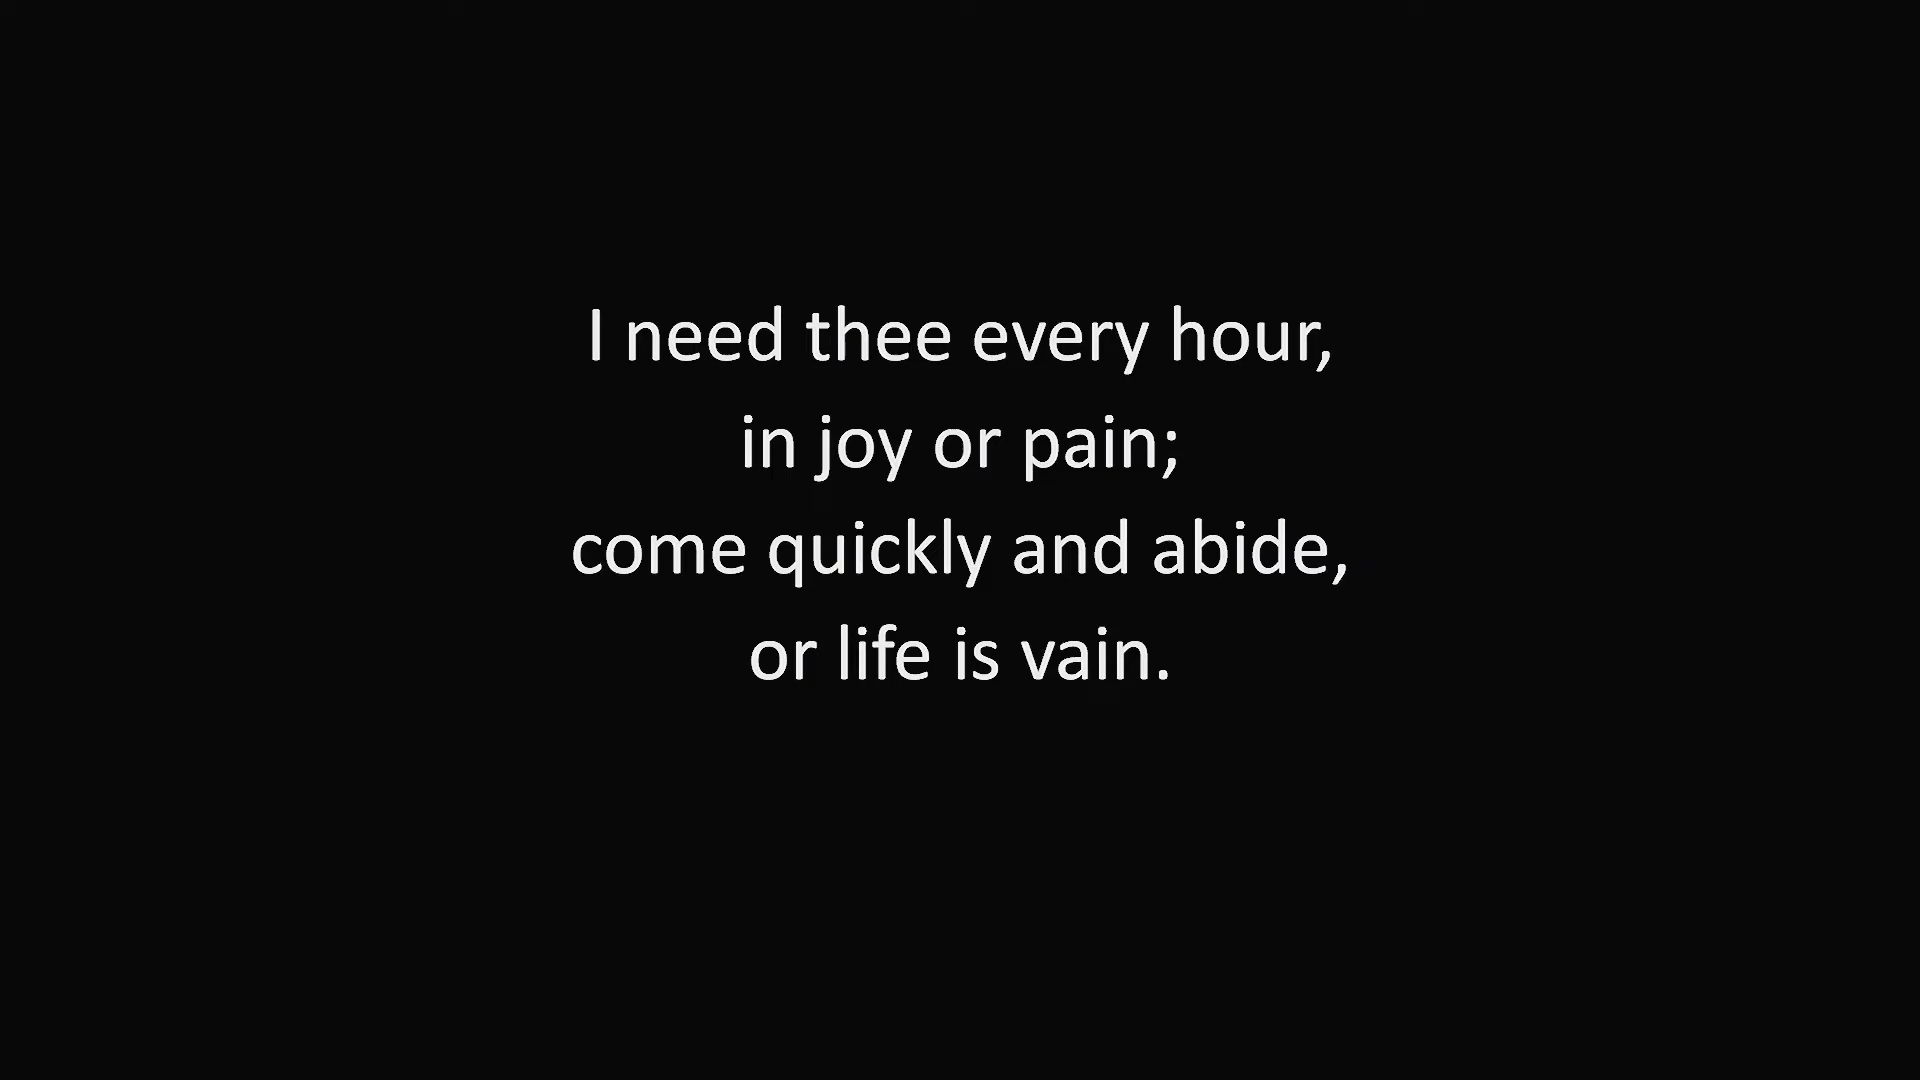 I need thee every hour,
in joy or pain;
come quickly and abide,
or life is vain.